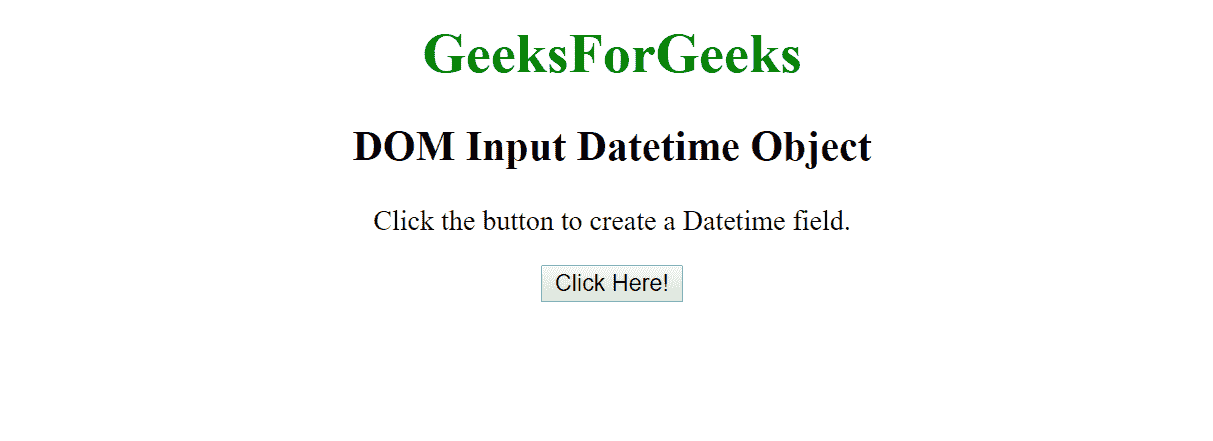 GeeksForGeeks
DOM Input Datetime Object
Click the button to create a Datetime field.
Click Here!